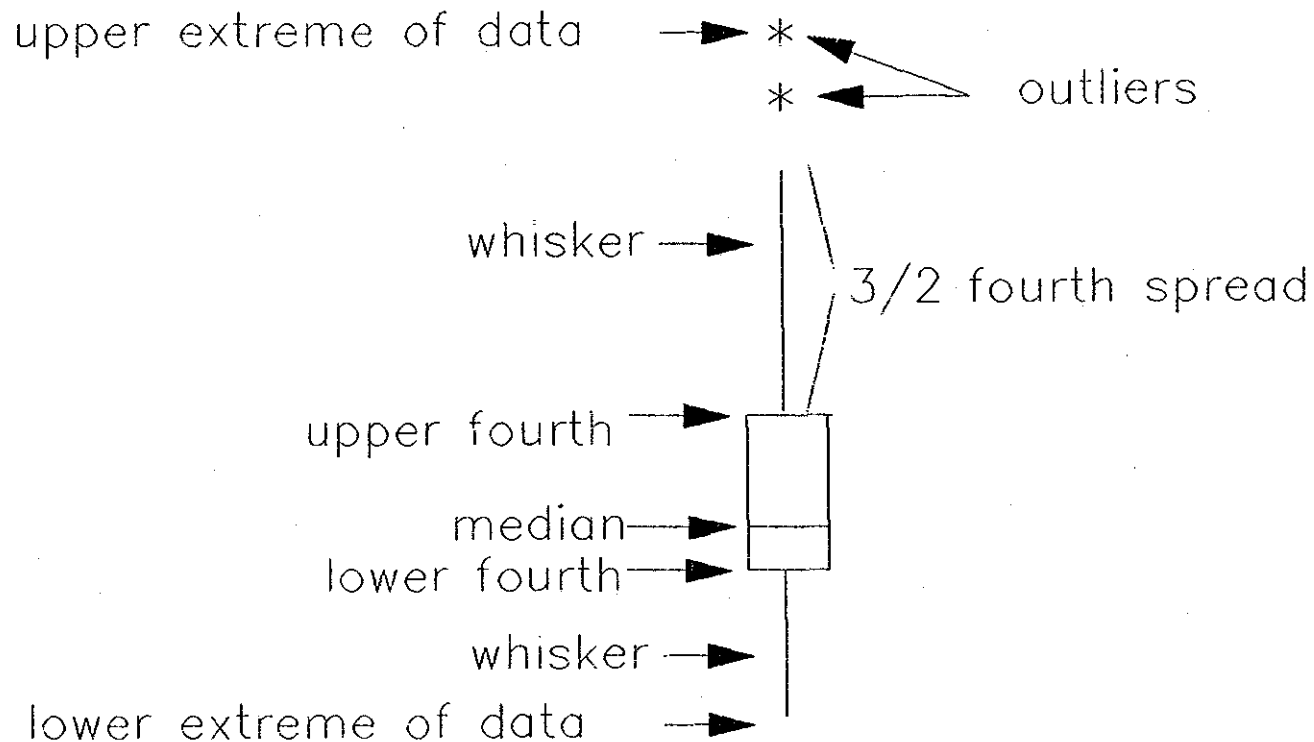 upper extreme of data
*
*
outliers
whisker
3/2 fourth spread
upper fourth
median
lower fourth
whisker
lower extreme of data